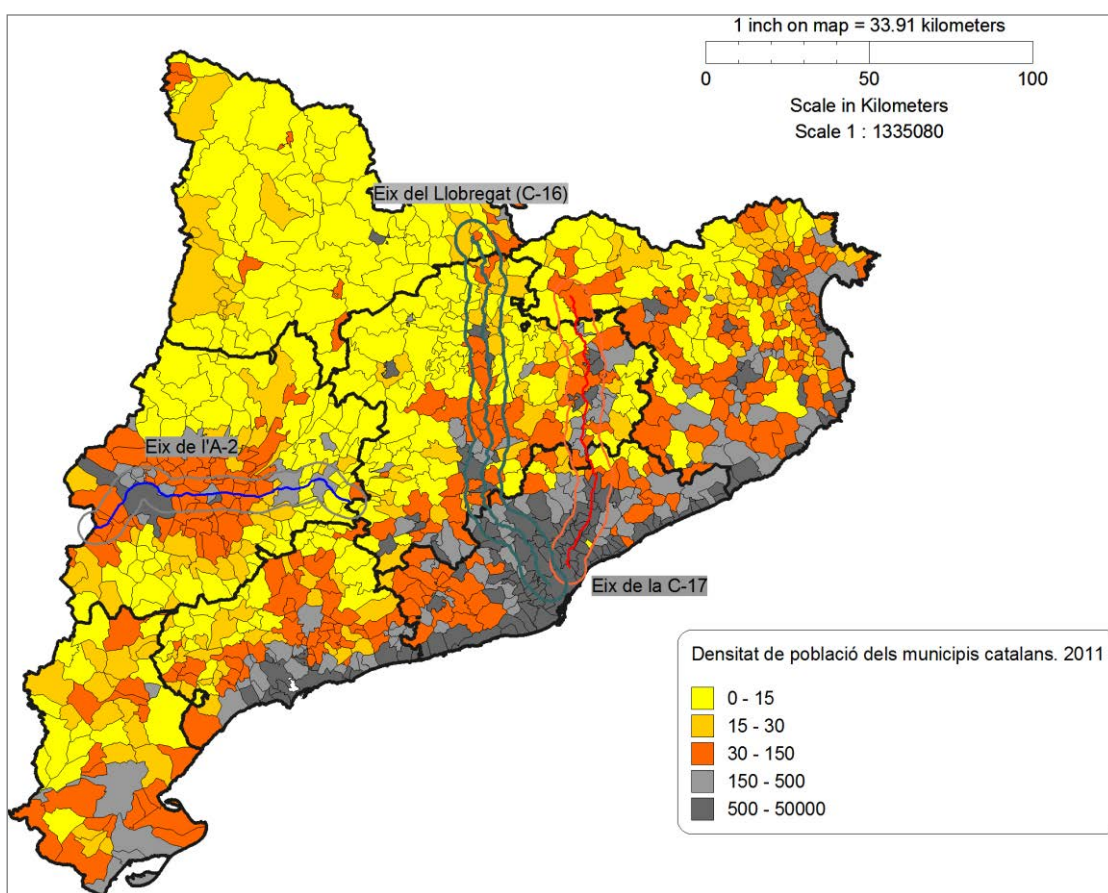 1 inch on map = 33.91 kilometers
0 50 100
Scale in Kilometers
Scale 1 : 1335080
Eix del Llobregat (C-16)
Eix de l'A-2
Eix de la C-17
Densitat de població dels municipis catalans. 2011
0 - 15
15 - 30
30 - 150
150 - 500
500 - 50000